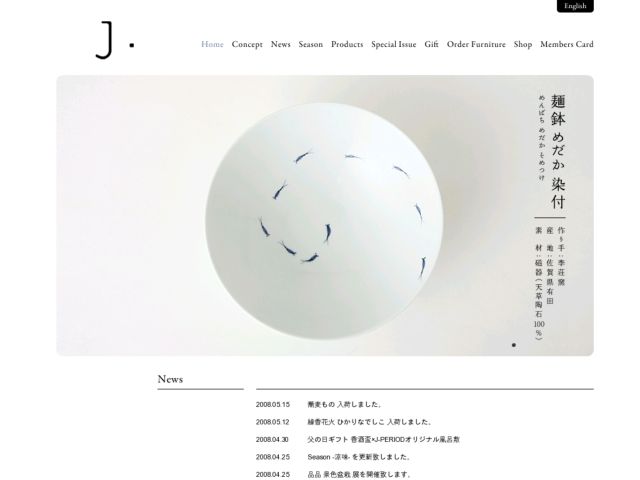 English
J.
Home Concept News Season Products Special Issue Gift Order Furniture Shop Members Card
麺鉢 めだか 染付
めんばち めだか そめつけ
作り手：李荘窯
産 地：佐賀県有田
素 材：磁器（天草陶石100%）
News
2008.05.15 蕎麦もの 入荷しました。
2008.05.12 線香花火 ひかりなでしこ 入荷しました。
2008.04.30 父の日ギフト 香酒盃×J-PERIODオリジナル風呂敷
2008.04.25 Season -涼味- を更新致しました。
2008.04.25 品品 景色盆栽 展を開催致します。